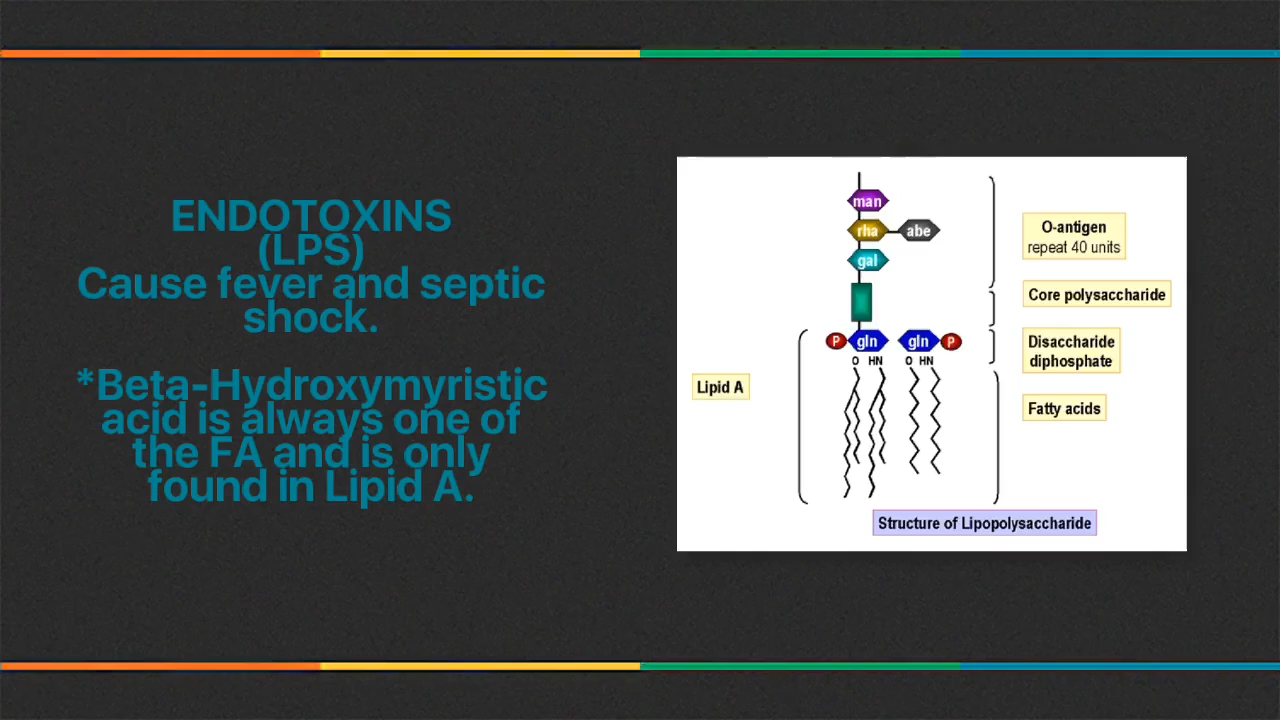 ENDOTOXINS
(LPS)
Cause fever and septic
shock.
*Beta-Hydroxymyristic
acid is always one of
the FA and is only
found in Lipid A.
man
rha
abe
gal
P
gln
gln
P
O HN
O HN
Lipid A
O-antigen
repeat 40 units
Core polysaccharide
Disaccharide
diphosphate
Fatty acids
Structure of Lipopolysaccharide